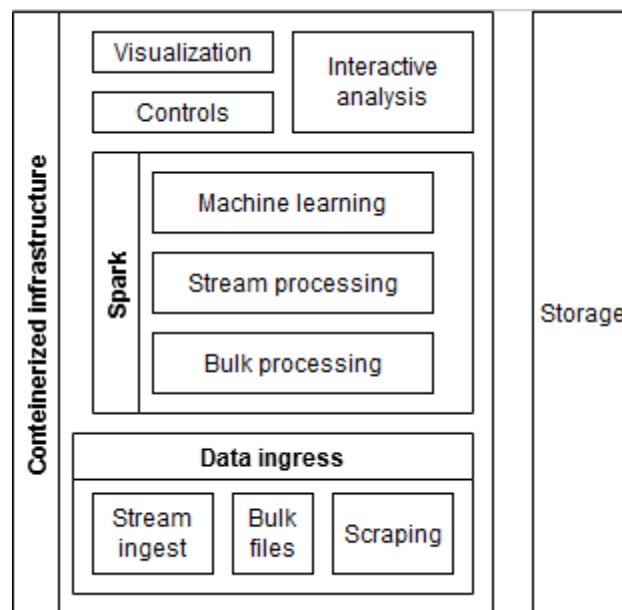 Visualization
Interactive
analysis
Controls
Conteinerized infrastructure
Spark
Machine learning
Stream processing
Bulk processing
Storage
Data ingress
Stream
ingest
Bulk
files
Scraping